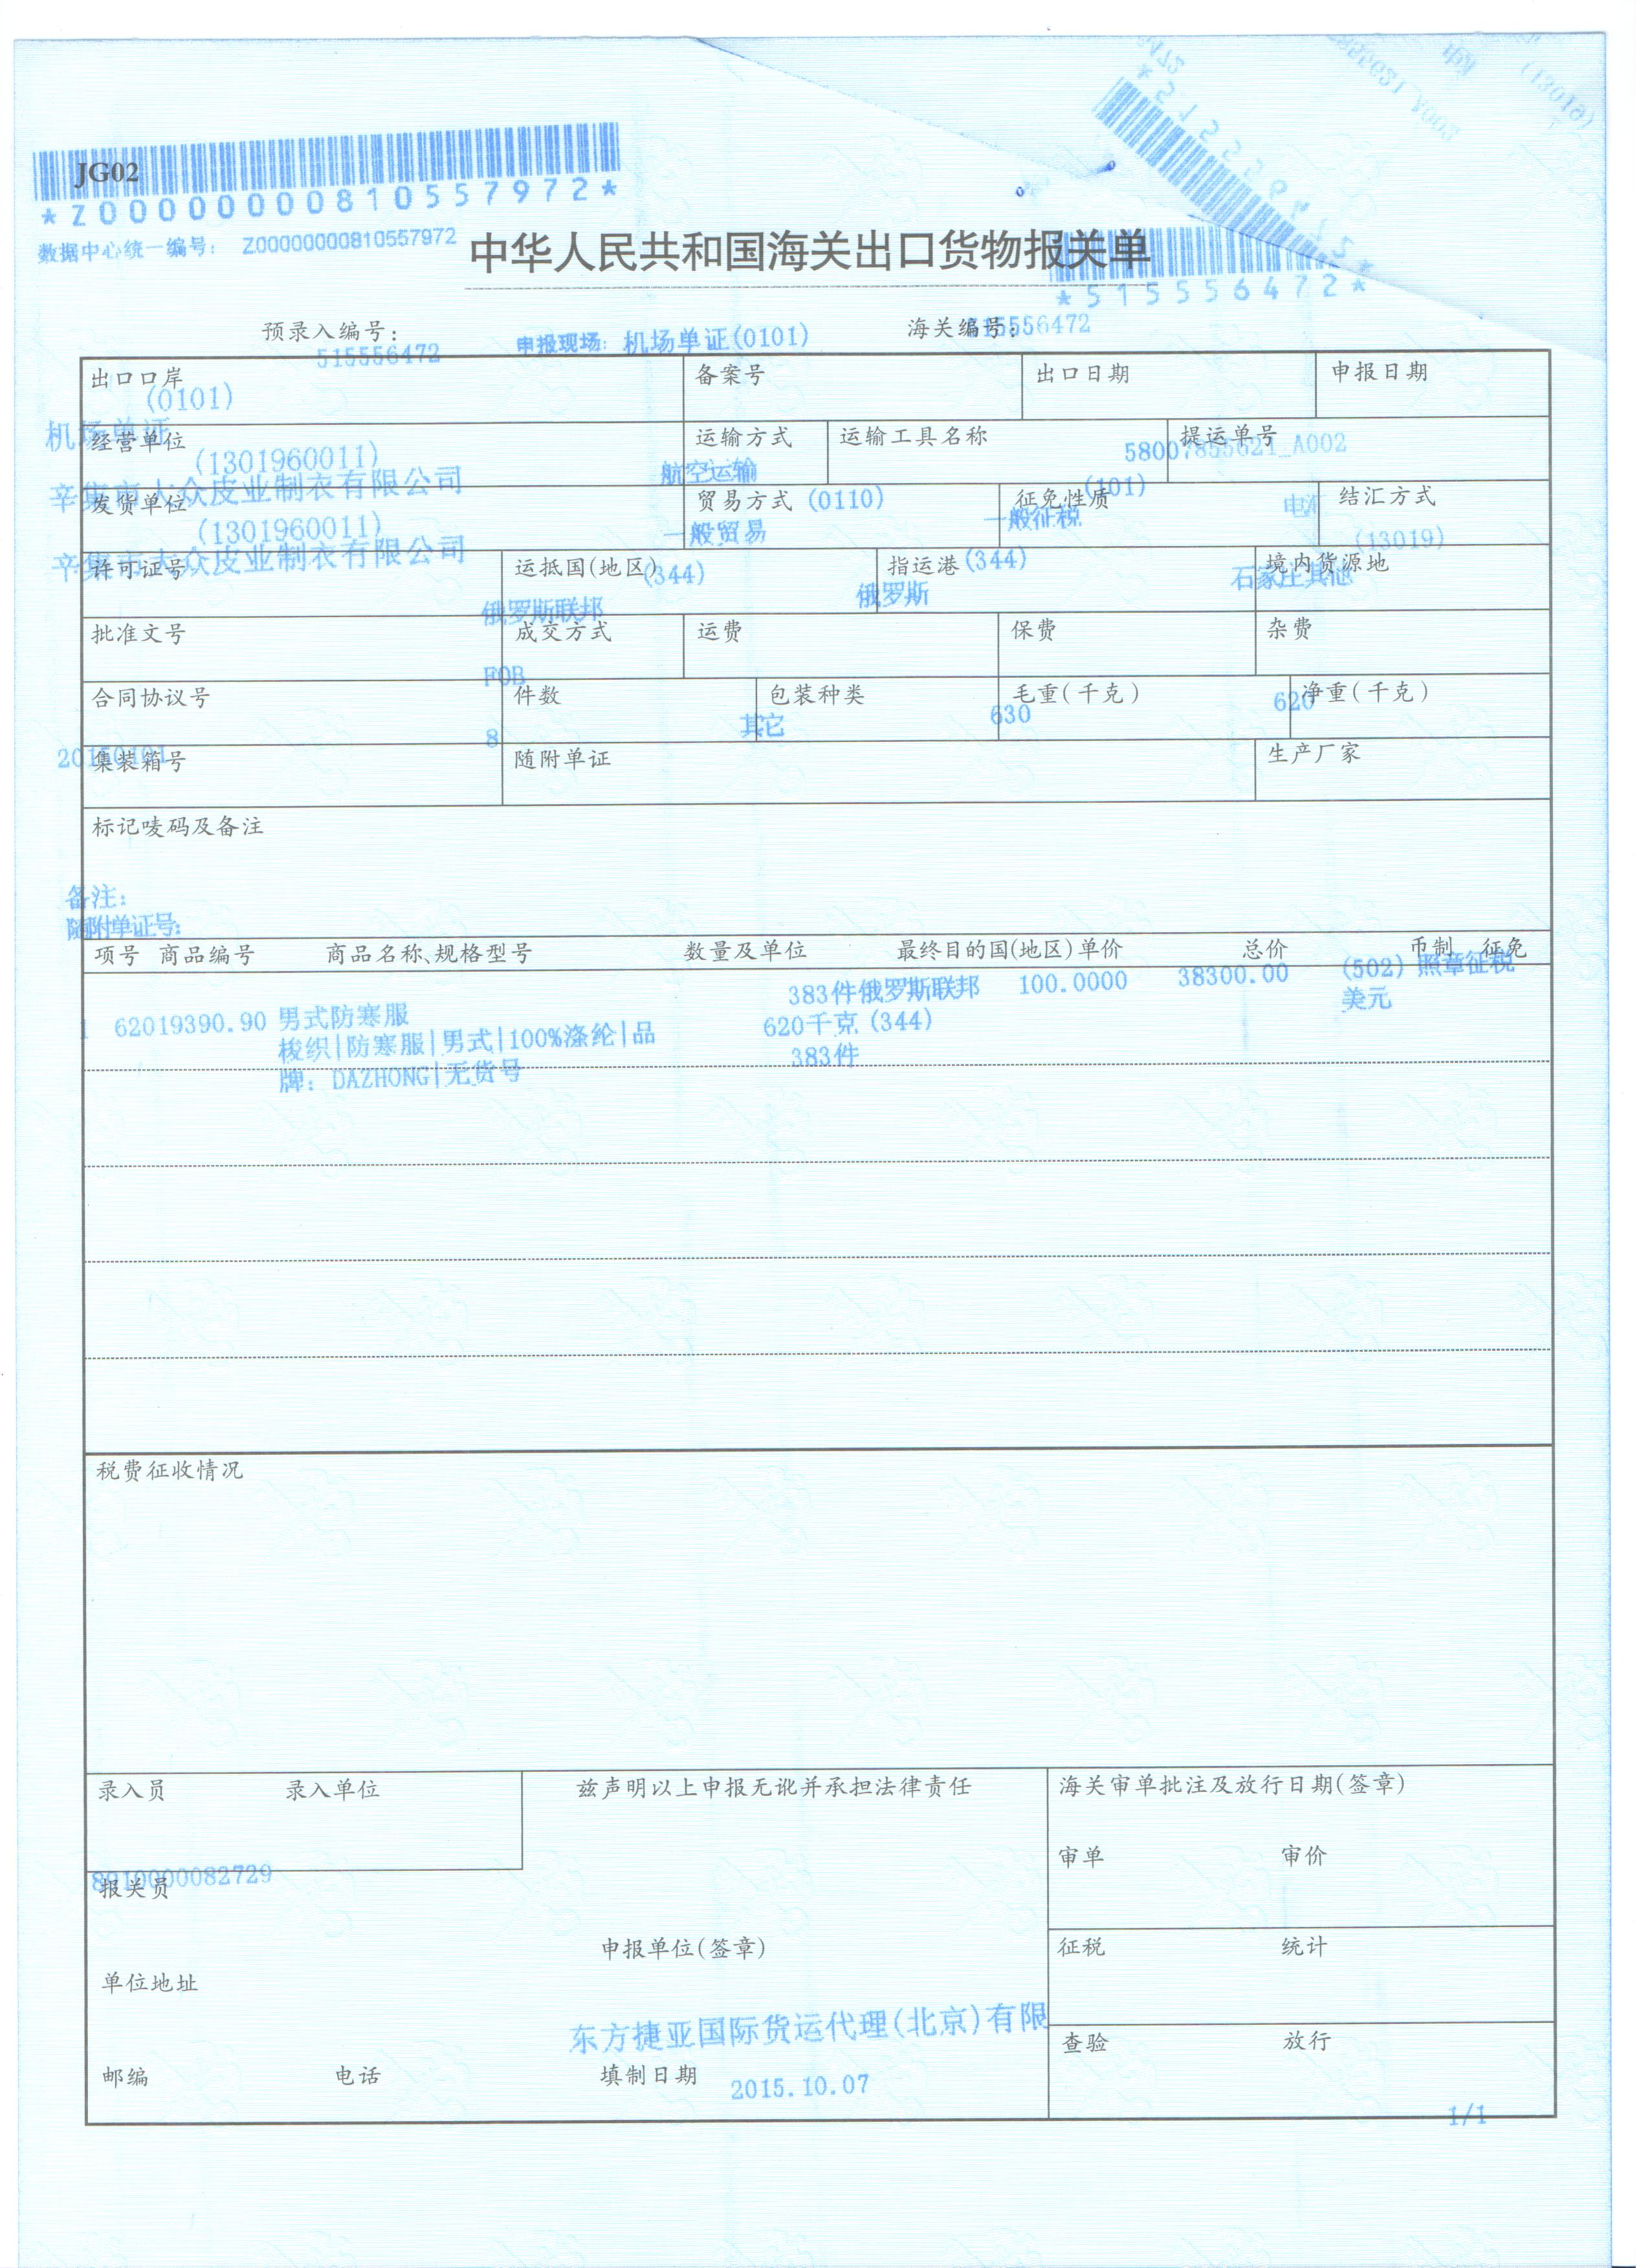 JG02
*Z00000000810557972*
数据中心统一编号: Z00000000810557972
中华人民共和国海关出口货物报关单
*515556472*
预录入编号: 515556472
申报现场: 机场单证(0101)
海关编号: 515556472
出口口岸 (0101) 备案号 出口日期 申报日期
机场单证
经营单位 (1301960011) 运输方式 运输工具名称 提运单号
辛集市大众皮业制衣有限公司 航空运输 58007855621_A002
发货单位 (1301960011) 贸易方式 (0110) 征免性质 (101) 结汇方式
辛集市大众皮业制衣有限公司 一般贸易 一般征税 电汇
许可证号 运抵国(地区) (344) 指运港 (344) 境内货源地 (13019)
俄罗斯联邦 俄罗斯 石家庄其他
批准文号 成交方式 运费 保费 杂费
FOB
合同协议号 件数 包装种类 毛重(千克) 净重(千克)
8 其它 630 620
集装箱号 随附单证 生产厂家
标记唛码及备注
备注:
随附单证号:
项号 商品编号 商品名称、规格型号 数量及单位 最终目的国(地区) 单价 总价 币制 征免
383件 俄罗斯联邦 100.0000 38300.00 (502) 照章征税
1 62019390.90 男式防寒服 620千克 (344) 美元
梭织|防寒服|男式|100%涤纶|品 383件
牌: DAZHONG|无货号
税费征收情况
录入员 录入单位 兹声明以上申报无讹并承担法律责任 海关审单批注及放行日期(签章)
审单 审价
8010000082729
报关员
申报单位(签章) 征税 统计
单位地址
东方捷亚国际货运代理(北京)有限
查验 放行
邮编 电话 填制日期 2015.10.07
1/1